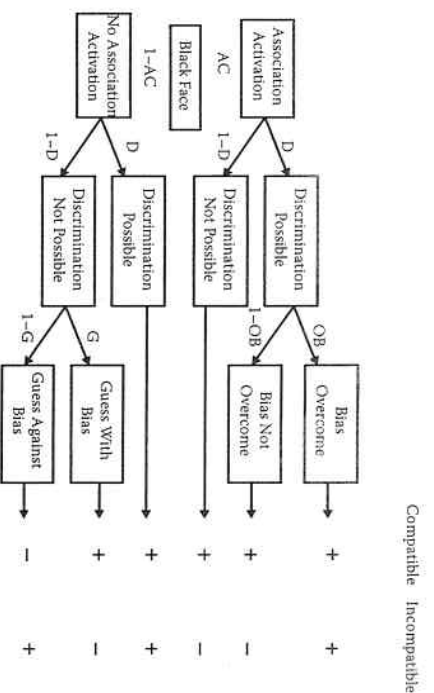 Compatible Incompatible
OB
Bias
Overcome
+ +
D
Discrimination
Possible
Association
Activation
1–OB
Bias Not
Overcome
+ –
AC
1–D
Discrimination
Not Possible
+ –
Black Face
1–AC
D
Discrimination
Possible
+ +
No Association
Activation
G
Guess With
Bias
+ –
1–D
Discrimination
Not Possible
1–G
Guess Against
Bias
– +